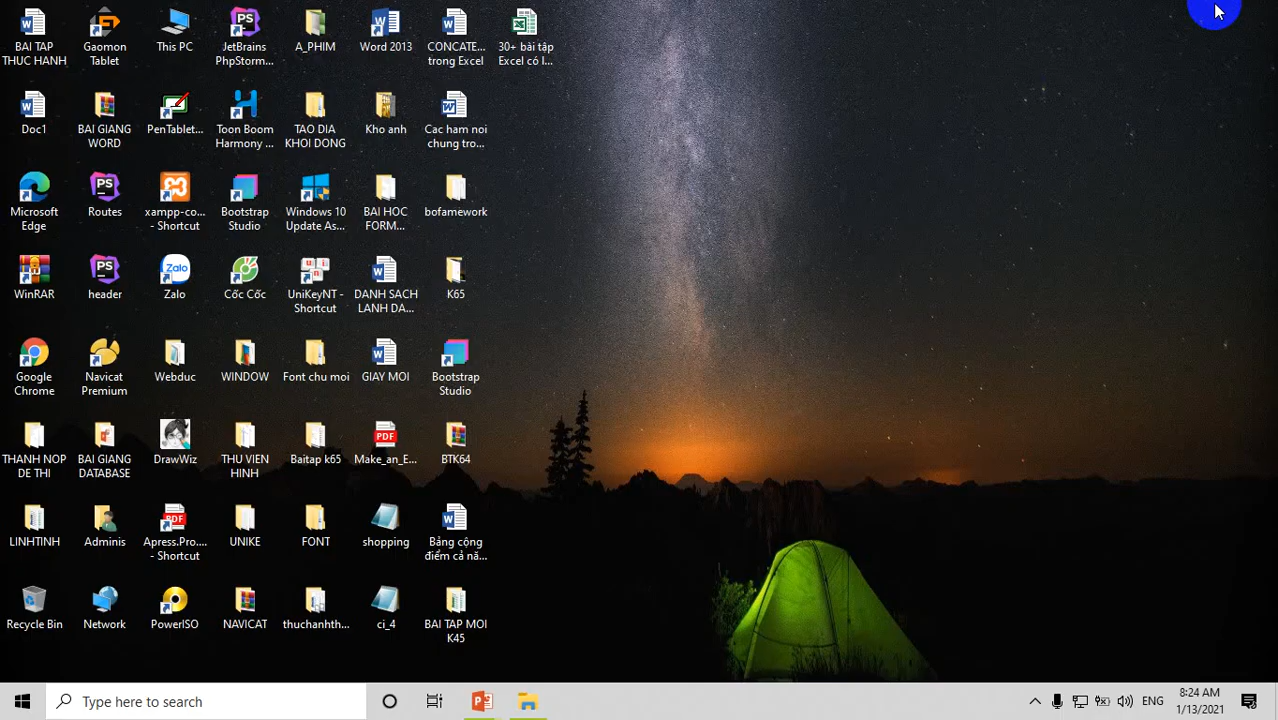 BAI TAP
THUC HANH
Gaomon
Tablet
This PC
JetBrains
PhpStorm...
A_PHIM
Word 2013
CONCATE...
trong Excel
30+ bài tập
Excel có l...
Doc1
BAI GIANG
WORD
PenTablet...
Toon Boom
Harmony ...
TAO DIA
KHOI DONG
Kho anh
Cac ham noi
chung tro...
Microsoft
Edge
Routes
xampp-co...
- Shortcut
Bootstrap
Studio
Windows 10
Update As...
BAI HOC
FORM...
bofamework
WinRAR
header
Zalo
Zalo
Cốc Cốc
UniKeyNT -
Shortcut
DANH SACH
LANH DA...
K65
Google
Chrome
Navicat
Premium
Webduc
WINDOW
Font chu moi
GIAY MOI
Bootstrap
Studio
THANH NOP
DE THI
BAI GIANG
DATABASE
DrawWiz
THU VIEN
HINH
Baitap k65
PDF
Make_an_E...
BTK64
LINHTINH
Adminis
PDF
Apress.Pro....
- Shortcut
UNIKE
FONT
shopping
Bảng cộng
điểm cả nă...
Recycle Bin
Network
PowerISO
NAVICAT
thuchanhth...
ci_4
BAI TAP MOI
K45
Type here to search
ENG
8:24 AM
1/13/2021